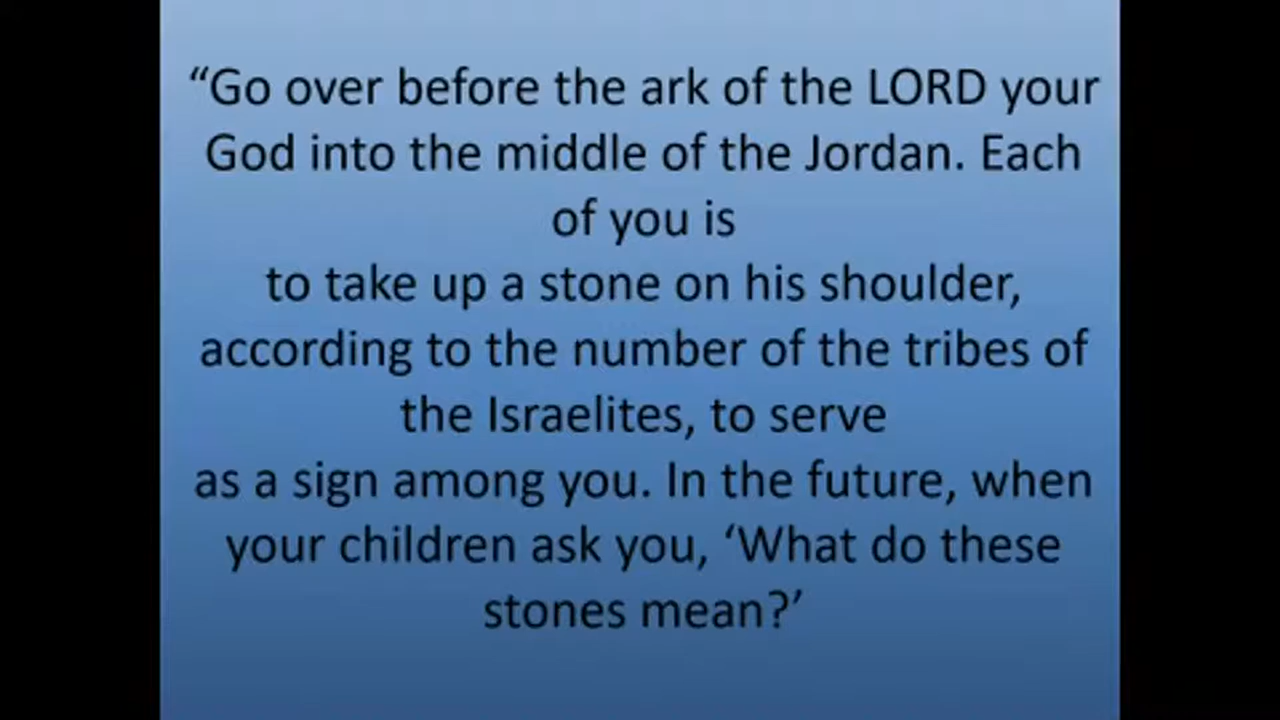 “Go over before the ark of the LORD your
God into the middle of the Jordan. Each
of you is
to take up a stone on his shoulder,
according to the number of the tribes of
the Israelites, to serve
as a sign among you. In the future, when
your children ask you, ‘What do these
stones mean?’